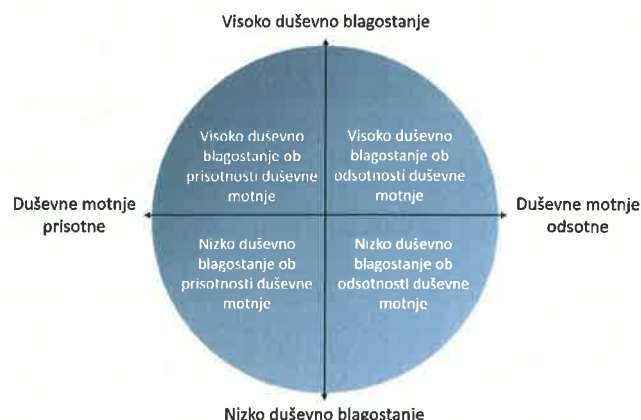 Visoko duševno blagostanje
Visoko duševno
blagostanje ob
prisotnosti duševne
motnje
Visoko duševno
blagostanje ob
odsotnosti duševne
motnje
Duševne motnje
prisotne
Duševne motnje
odsotne
Nizko duševno
blagostanje ob
prisotnosti duševne
motnje
Nizko duševno
blagostanje ob
odsotnosti duševne
motnje
Nizko duševno blagostanje